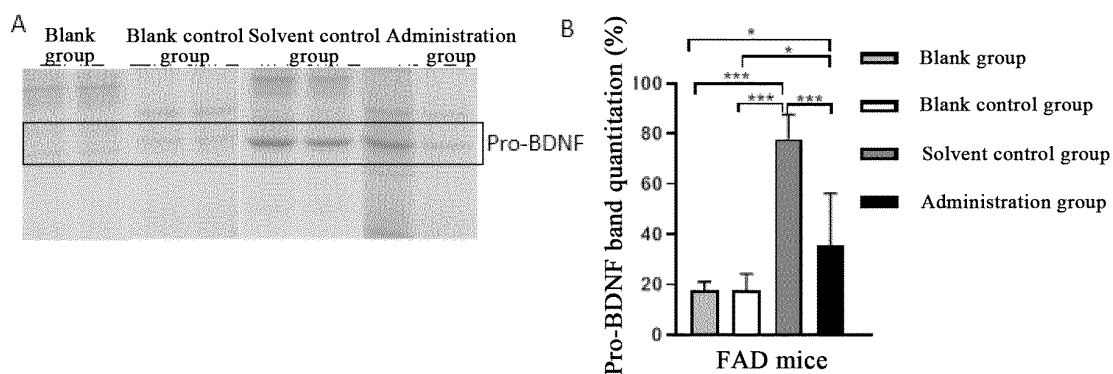 A
Blank group
Blank control group
Solvent control group
Administration group
Pro-BDNF
B
Pro-BDNF band quantitation (%)
*
*
***
***
***
100
80
60
40
20
0
FAD mice
Blank group
Blank control group
Solvent control group
Administration group